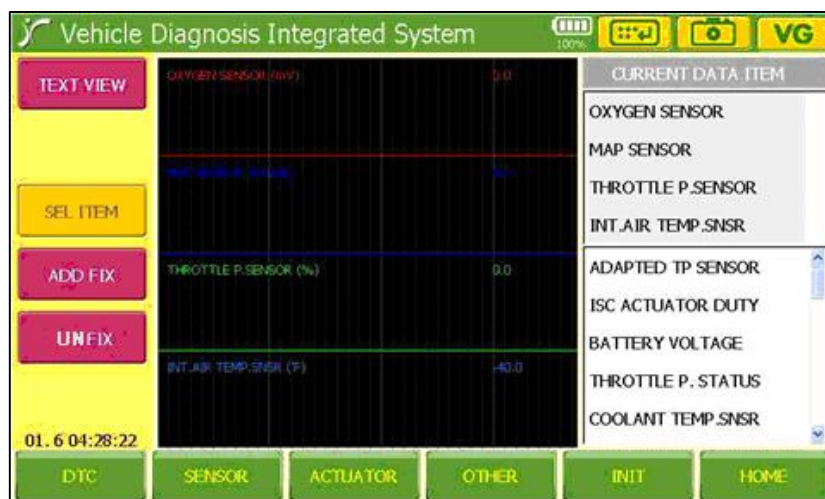 Vehicle Diagnosis Integrated System
100%
VG
TEXT VIEW
SEL ITEM
ADD FIX
UNFIX
01. 6 04:28:22
OXYGEN SENSOR (mV) 0.0
THROTTLE P.SENSOR (%) 0.0
INT.AIR TEMP.SNSR (°F) -40.0
CURRENT DATA ITEM
OXYGEN SENSOR
MAP SENSOR
THROTTLE P.SENSOR
INT.AIR TEMP.SNSR
ADAPTED TP SENSOR
ISC ACTUATOR DUTY
BATTERY VOLTAGE
THROTTLE P. STATUS
COOLANT TEMP.SNSR
DTC SENSOR ACTUATOR OTHER INIT HOME